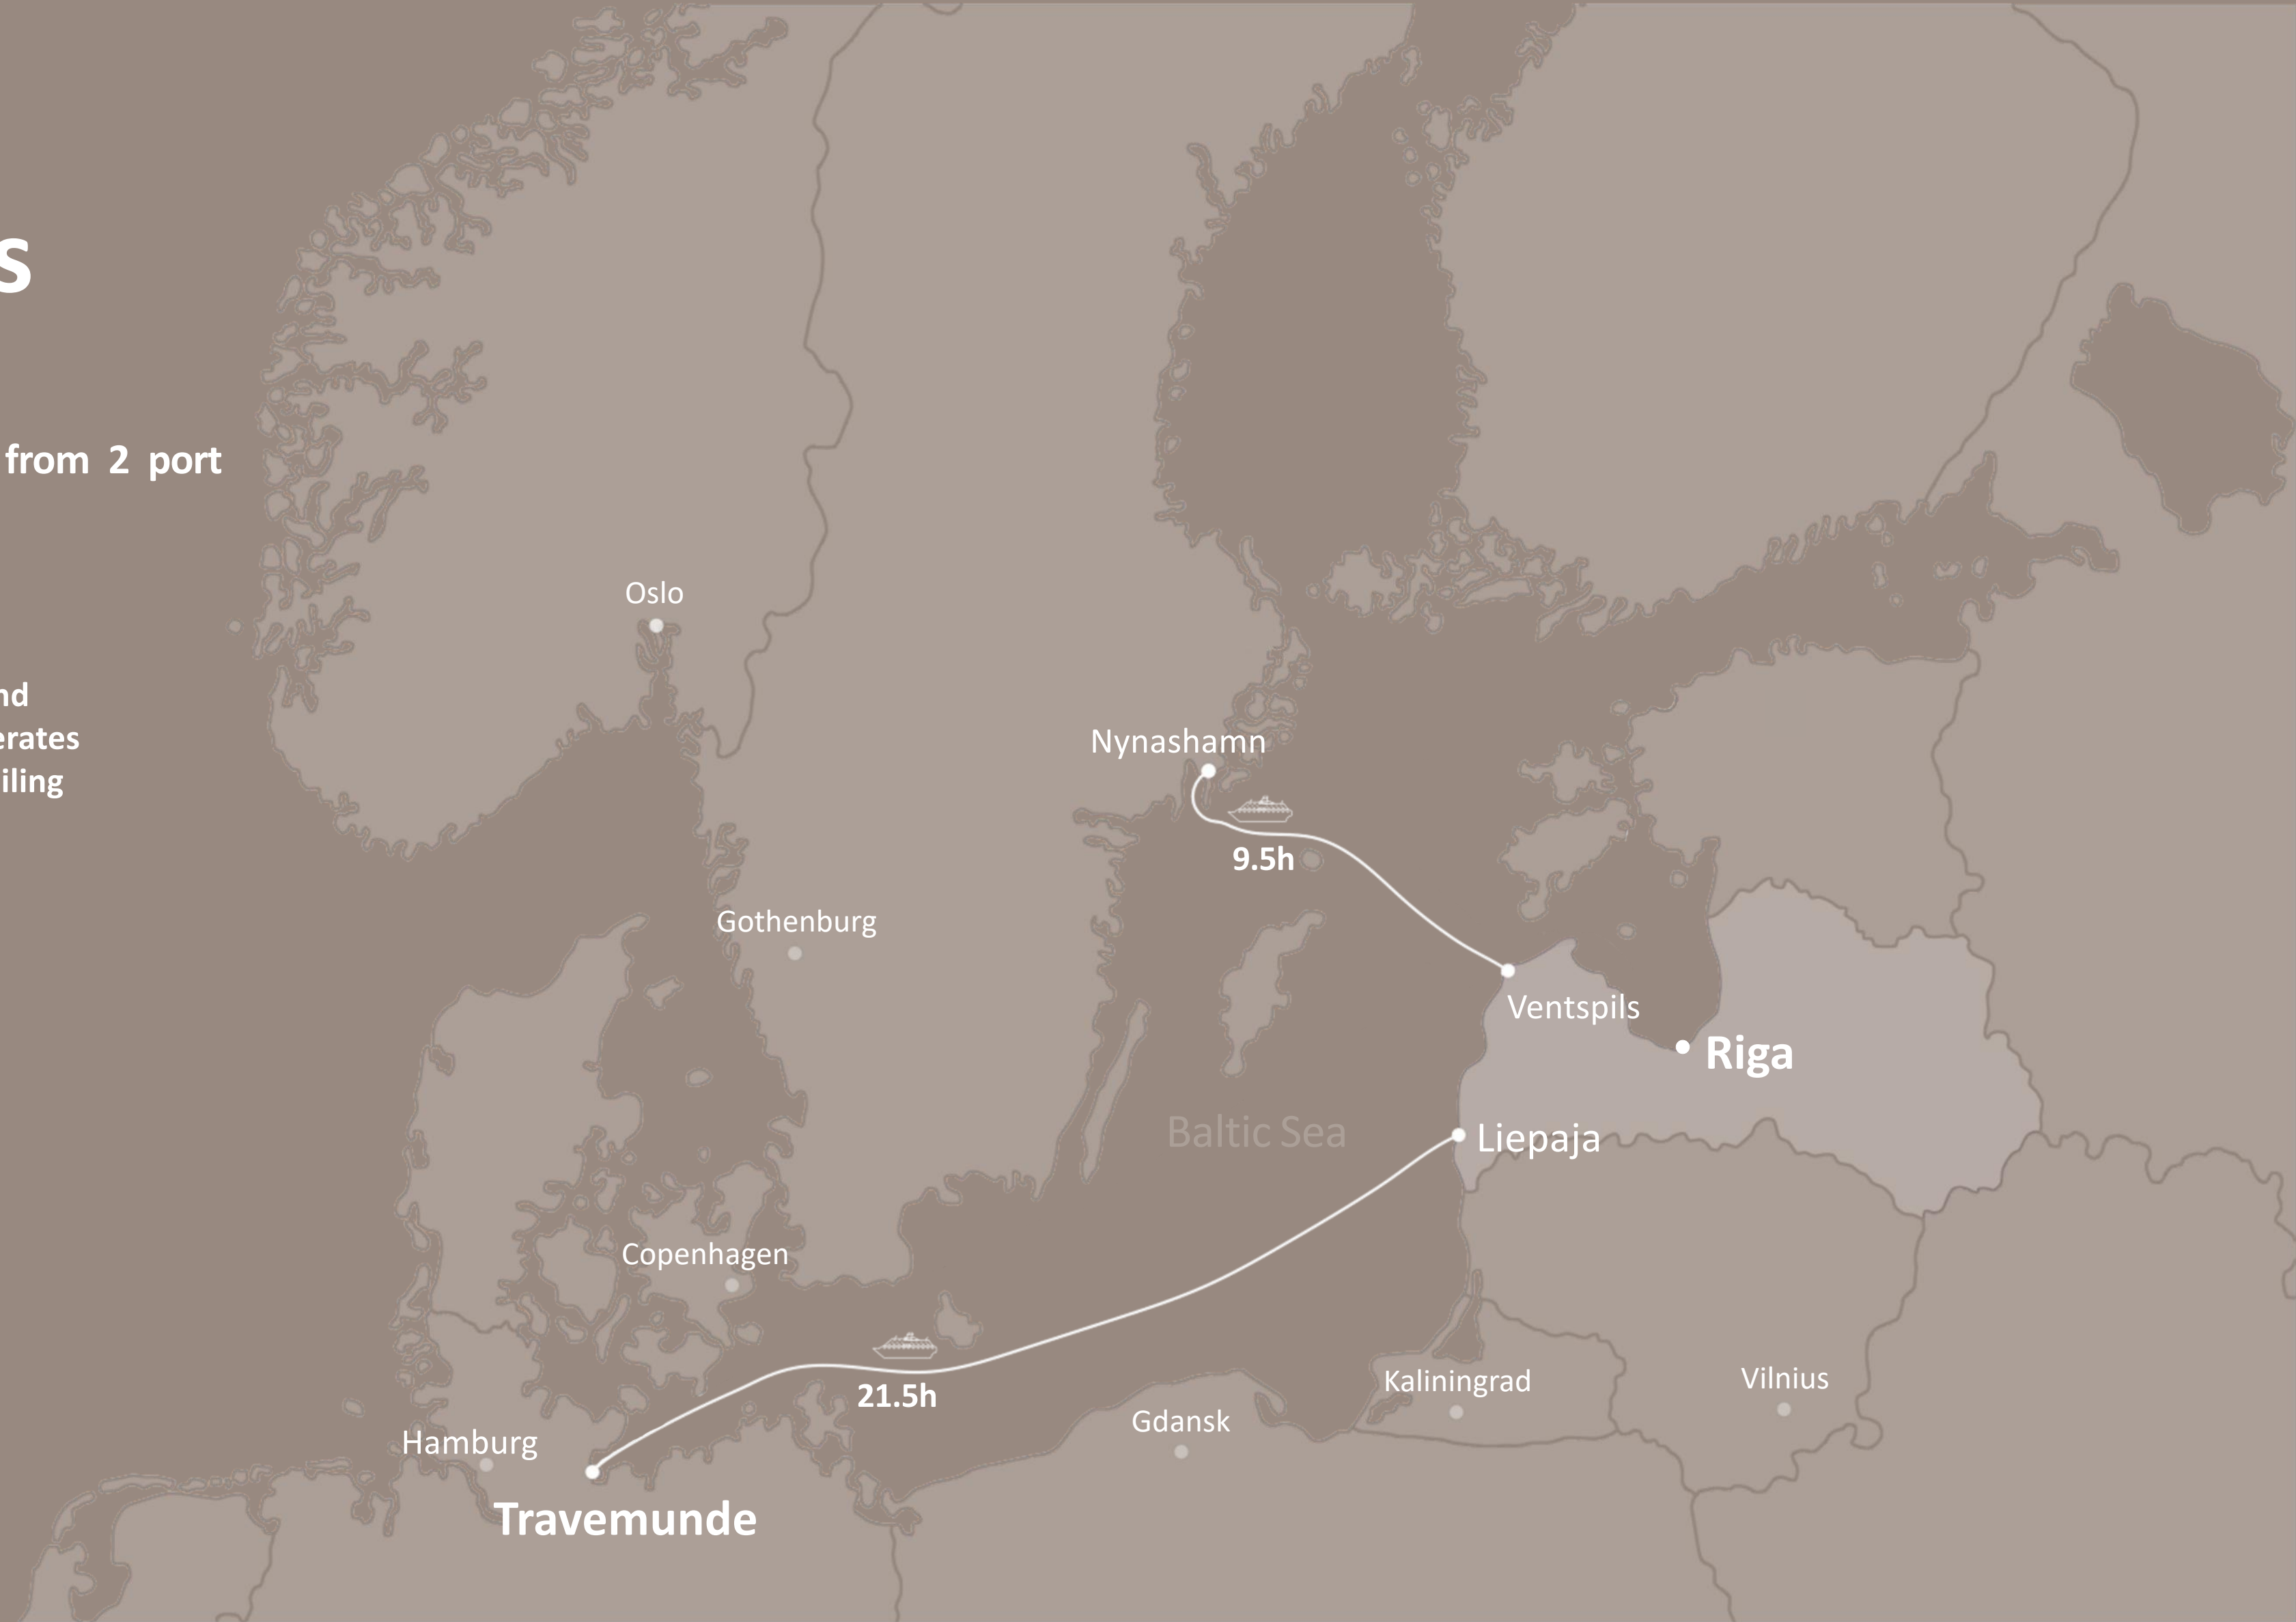 s
from 2 port
nd
erates
iling
Oslo
Nynashamn
9.5h
Gothenburg
Ventspils
Riga
Baltic Sea
Liepaja
Copenhagen
21.5h
Kaliningrad
Vilnius
Gdansk
Hamburg
Travemunde